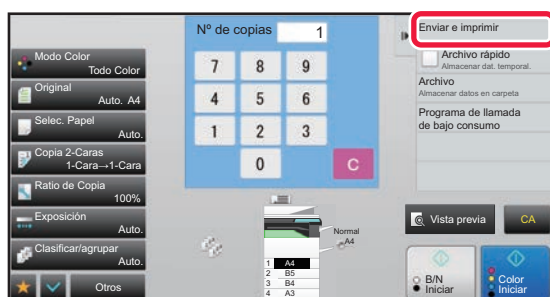 Modo Color
Todo Color
Original
Auto. A4
Selec. Papel
Auto.
Copia 2-Caras
1-Cara→1-Cara
Ratio de Copia
100%
Exposición
Auto.
Clasificar/agrupar
Auto.
Otros
Nº de copias 1
7 8 9
4 5 6
1 2 3
0 C
Normal
A4
1 A4
2 B5
3 B4
4 A3
Enviar e imprimir
Archivo rápido
Almacenar dat. temporal.
Archivo
Almacenar datos en carpeta
Programa de llamada
de bajo consumo
Vista previa
CA
B/N
Iniciar
Color
Iniciar